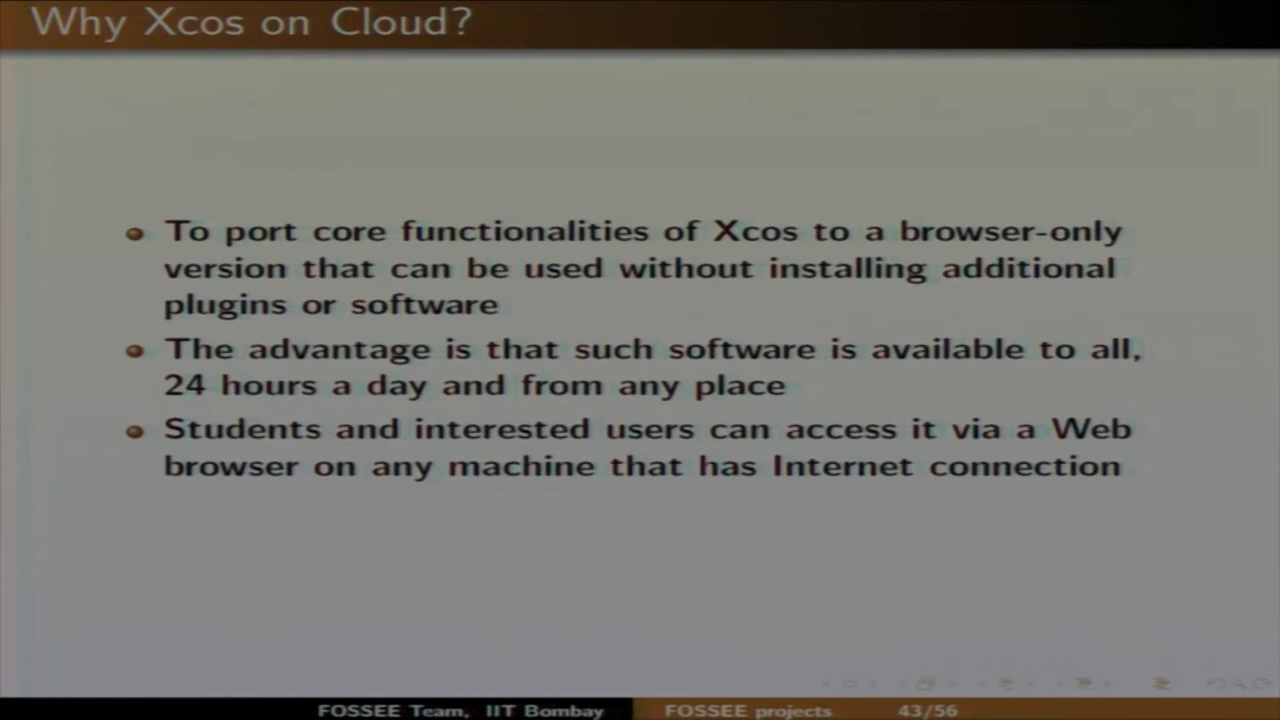 Why Xcos on Cloud?
To port core functionalities of Xcos to a browser-only
version that can be used without installing additional
plugins or software
The advantage is that such software is available to all,
24 hours a day and from any place
Students and interested users can access it via a Web
browser on any machine that has Internet connection
FOSSEE Team, IIT Bombay FOSSEE projects 43/56